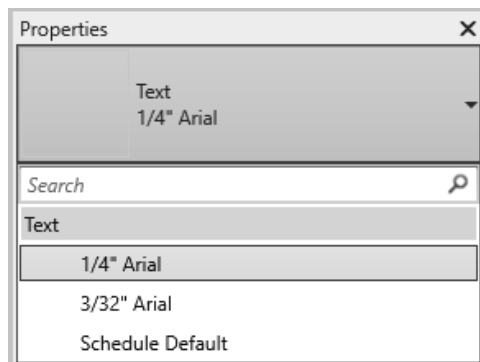 Properties
Text
1/4" Arial
Search
Text
1/4" Arial
3/32" Arial
Schedule Default